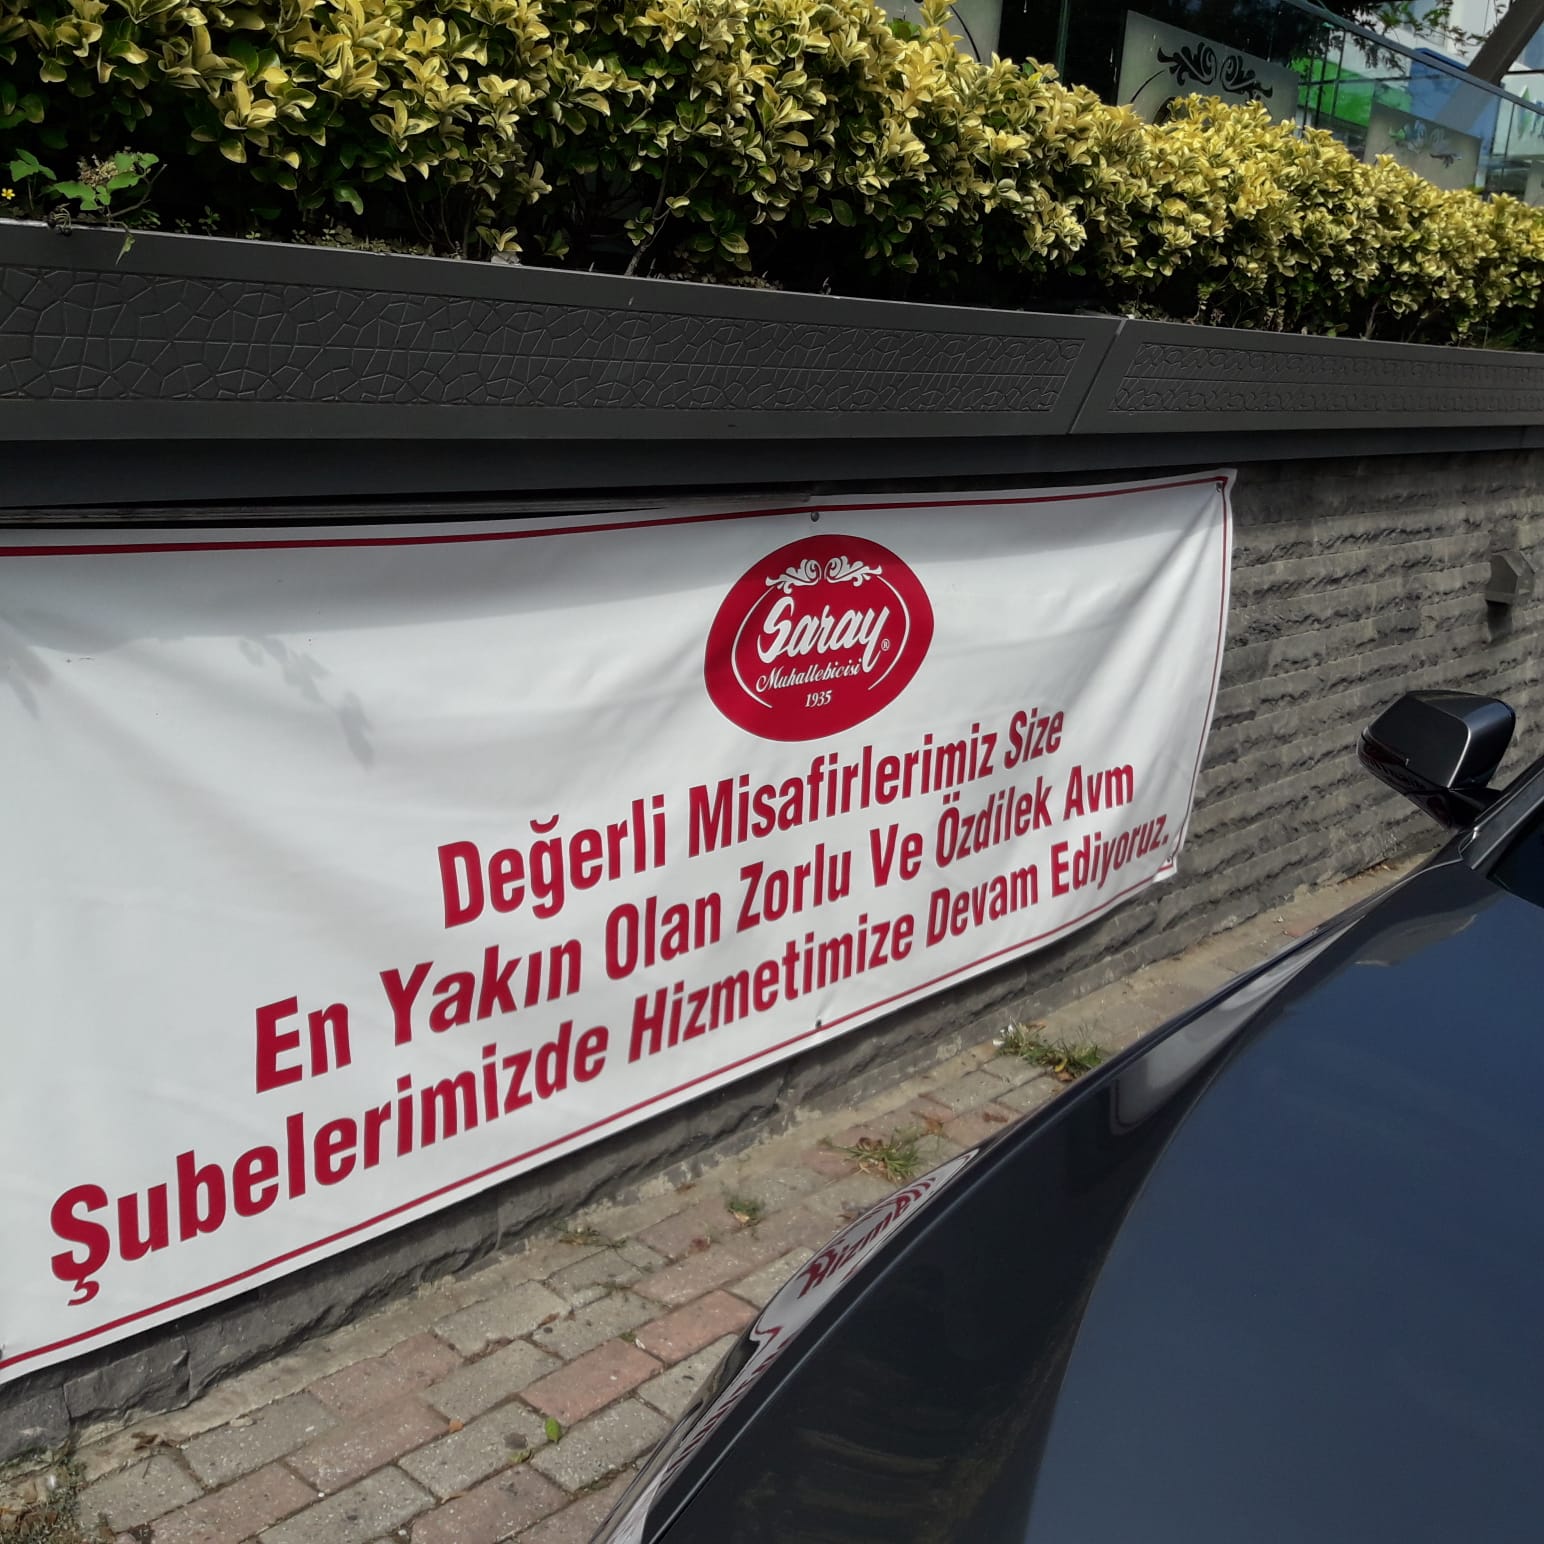 Saray®
Muhallebicisi
1935
Değerli Misafirlerimiz Size
En Yakın Olan Zorlu Ve Özdilek Avm
Şubelerimizde Hizmetimize Devam Ediyoruz.